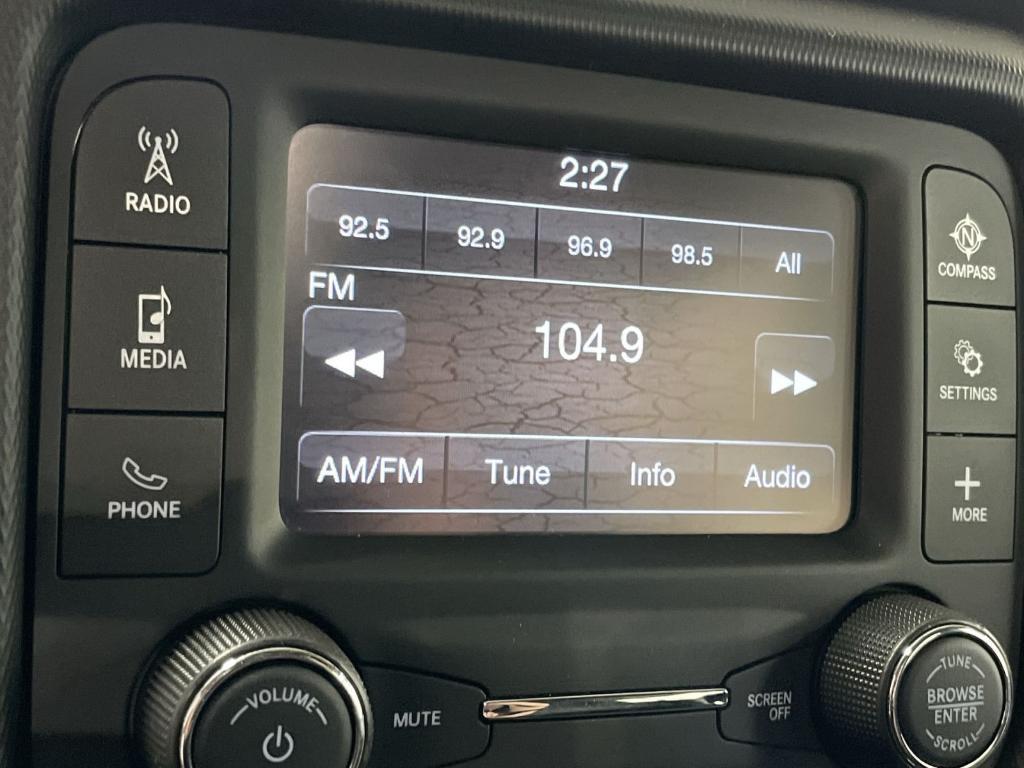 2:27
RADIO
92.5 92.9 96.9 98.5 All
N
COMPASS
FM
104.9
MEDIA
SETTINGS
AM/FM Tune Info Audio
PHONE
MORE
VOLUME
MUTE
SCREEN
OFF
TUNE
BROWSE
ENTER
SCROLL